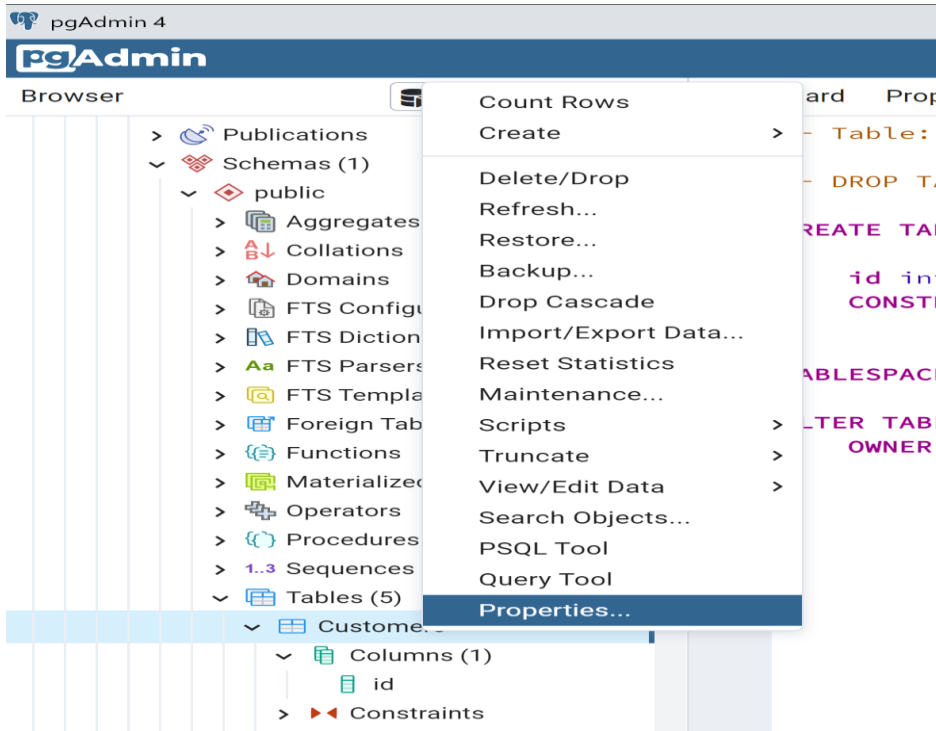 pgAdmin 4
pgAdmin
Browser
Publications
Schemas (1)
public
Aggregates
Collations
Domains
FTS Configu
FTS Diction
FTS Parsers
FTS Templa
Foreign Tab
Functions
Materialized
Operators
Procedures
1..3 Sequences
Tables (5)
Customers
Columns (1)
id
Constraints
Count Rows
Create
Delete/Drop
Refresh...
Restore...
Backup...
Drop Cascade
Import/Export Data...
Reset Statistics
Maintenance...
Scripts
Truncate
View/Edit Data
Search Objects...
PSQL Tool
Query Tool
Properties...
ard Prop
- Table:
- DROP TA
REATE TAB
id in
CONST
ABLESPAC
LTER TAB
OWNER